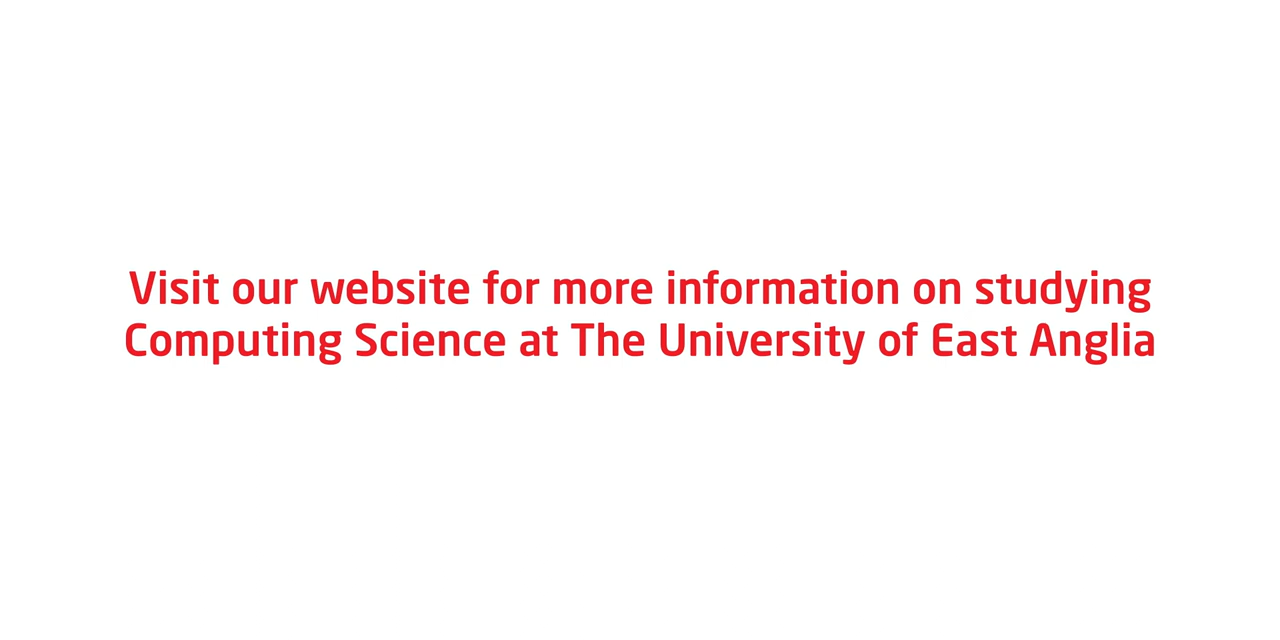 Visit our website for more information on studying
Computing Science at The University of East Anglia